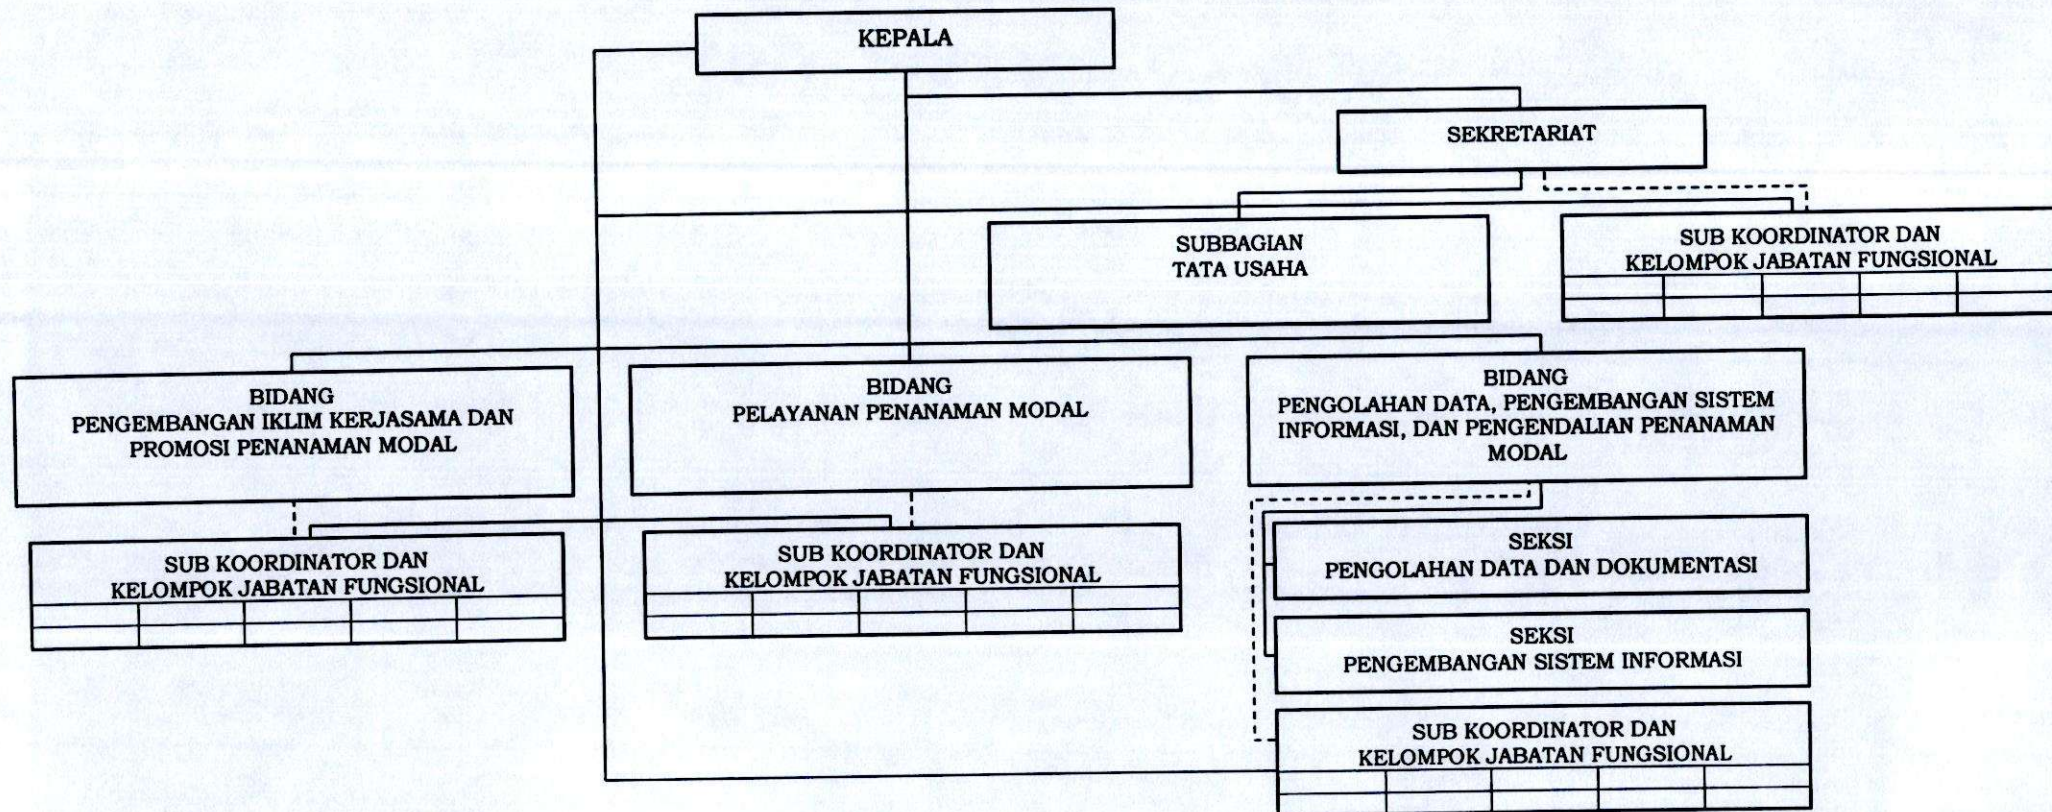 KEPALA
SEKRETARIAT
SUBBAGIAN
TATA USAHA
SUB KOORDINATOR DAN
KELOMPOK JABATAN FUNGSIONAL
BIDANG
PENGEMBANGAN IKLIM KERJASAMA DAN
PROMOSI PENANAMAN MODAL
BIDANG
PELAYANAN PENANAMAN MODAL
BIDANG
PENGOLAHAN DATA, PENGEMBANGAN SISTEM
INFORMASI, DAN PENGENDALIAN PENANAMAN
MODAL
SUB KOORDINATOR DAN
KELOMPOK JABATAN FUNGSIONAL
SUB KOORDINATOR DAN
KELOMPOK JABATAN FUNGSIONAL
SEKSI
PENGOLAHAN DATA DAN DOKUMENTASI
SEKSI
PENGEMBANGAN SISTEM INFORMASI
SUB KOORDINATOR DAN
KELOMPOK JABATAN FUNGSIONAL